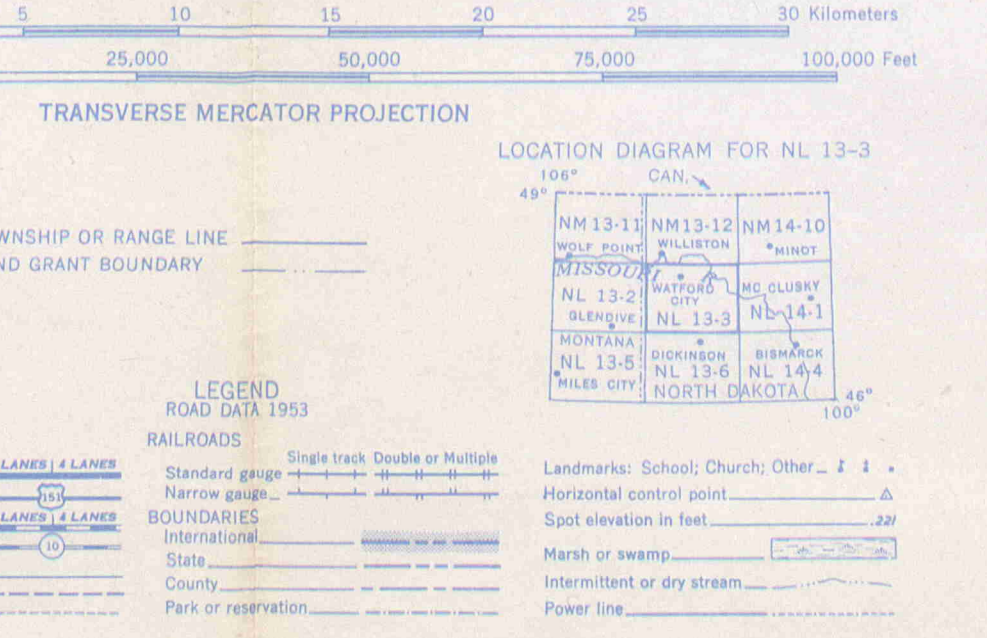 5 10 15 20 25 30 Kilometers
25,000 50,000 75,000 100,000 Feet
TRANSVERSE MERCATOR PROJECTION
LOCATION DIAGRAM FOR NL 13-3
106° CAN.
49°
NM 13-11 NM 13-12 NM 14-10
WOLF POINT WILLISTON MINOT
MISSOURI
WATFORD CITY MC CLUSKY
NL 13-2 NL 14-1
GLENDIVE NL 13-3
MONTANA
DICKINSON BISMARCK
NL 13-5 NL 13-6 NL 14-4
MILES CITY NORTH DAKOTA
46°
100°
WNSHIP OR RANGE LINE
ND GRANT BOUNDARY
LEGEND
ROAD DATA 1953
LANES | 4 LANES
151
LANES | 4 LANES
10
RAILROADS
Single track Double or Multiple
Standard gauge
Narrow gauge
BOUNDARIES
International
State
County
Park or reservation
Landmarks: School; Church; Other
Horizontal control point
Spot elevation in feet .221
Marsh or swamp
Intermittent or dry stream
Power line